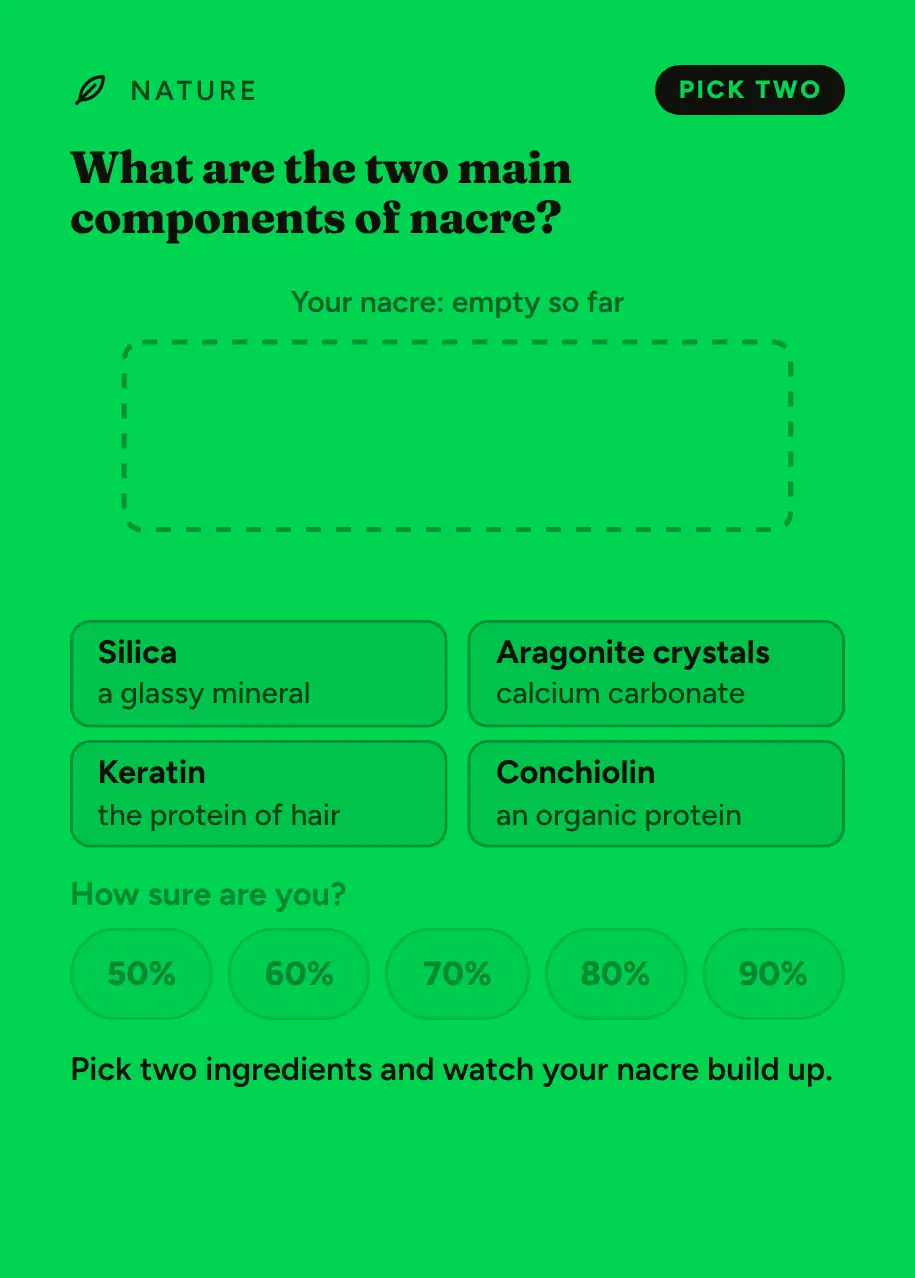 NATURE
PICK TWO
What are the two main
components of nacre?
Your nacre: empty so far
Silica
a glassy mineral
Aragonite crystals
calcium carbonate
Keratin
the protein of hair
Conchiolin
an organic protein
How sure are you?
50%
60%
70%
80%
90%
Pick two ingredients and watch your nacre build up.